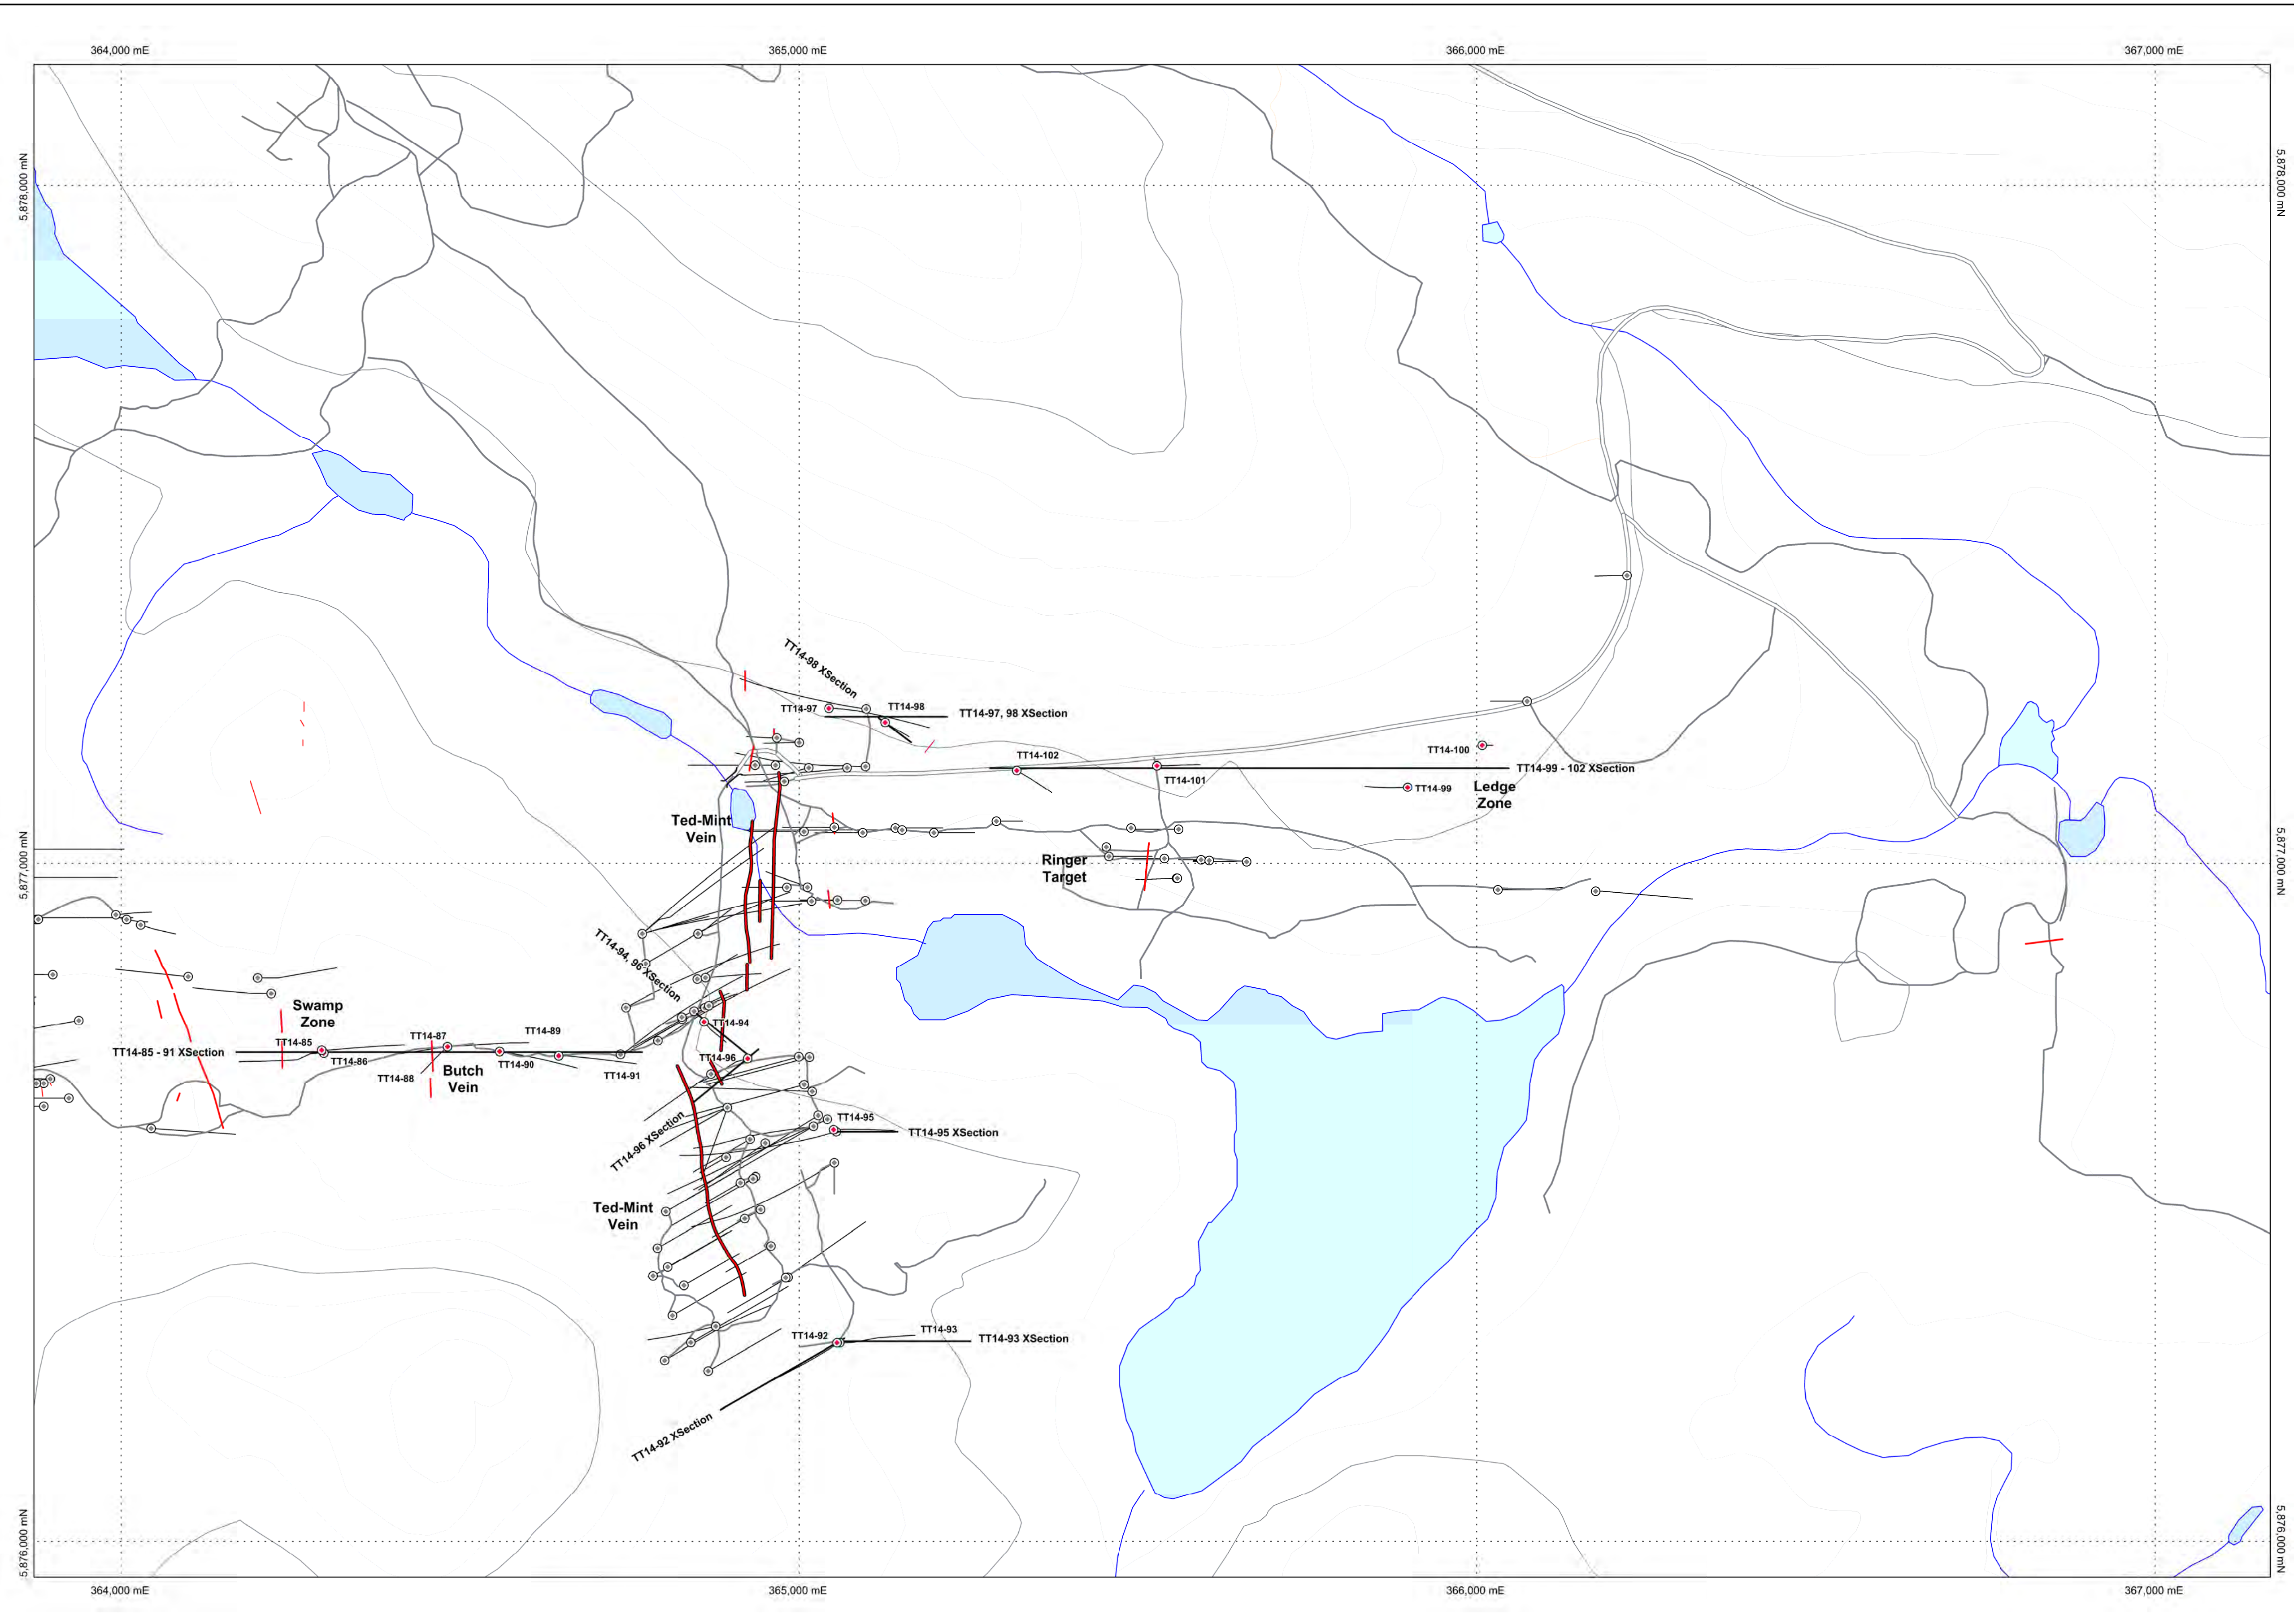 364,000 mE
365,000 mE
366,000 mE
367,000 mE
5,878,000 mN
5,878,000 mN
TT14-98 XSection
TT14-97
TT14-98
TT14-97, 98 XSection
TT14-102
TT14-100
TT14-99 - 102 XSection
TT14-101
TT14-99
Ledge
Zone
Ted-Mint
Vein
Ringer
Target
5,877,000 mN
5,877,000 mN
TT14-94, 96 XSection
Swamp
Zone
TT14-94
TT14-89
TT14-87
TT14-85
TT14-85 - 91 XSection
TT14-86
TT14-90
TT14-96
Butch
Vein
TT14-88
TT14-91
TT14-95
TT14-95 XSection
TT14-96 XSection
Ted-Mint
Vein
TT14-92
TT14-93
TT14-93 XSection
TT14-92 XSection
5,876,000 mN
5,876,000 mN
364,000 mE
365,000 mE
366,000 mE
367,000 mE